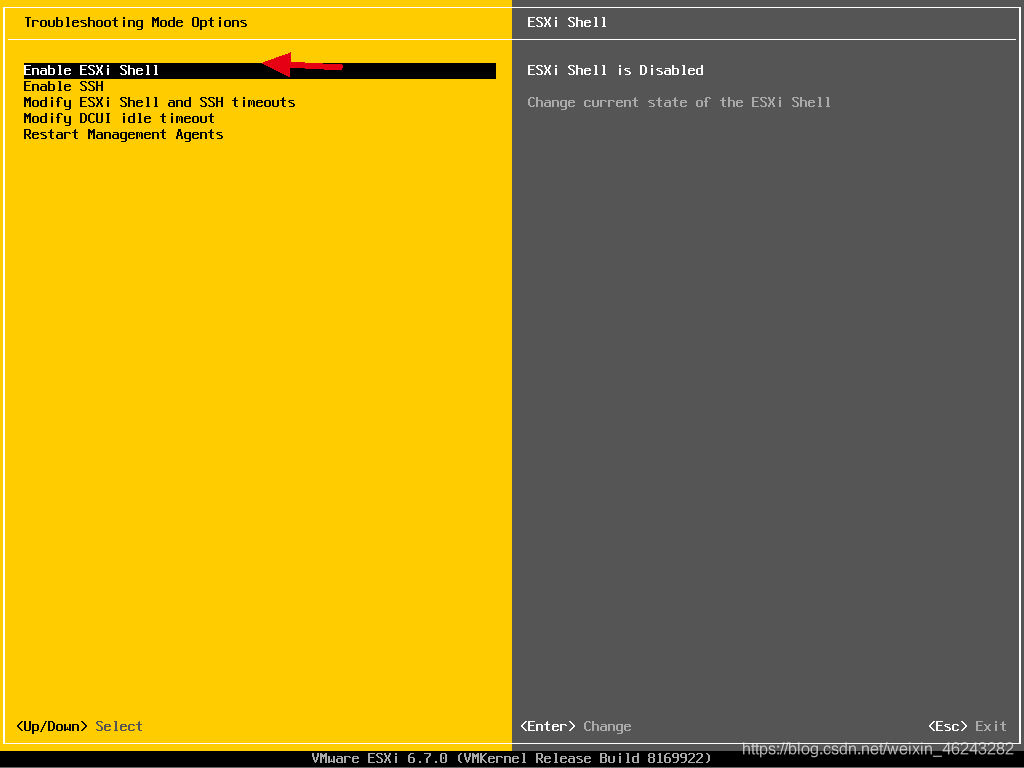 Troubleshooting Mode Options
ESXi Shell
Enable ESXi Shell
Enable SSH
Modify ESXi Shell and SSH timeouts
Modify DCUI idle timeout
Restart Management Agents
ESXi Shell is Disabled
Change current state of the ESXi Shell
<Up/Down> Select
<Enter> Change
<Esc> Exit
https://blog.csdn.net/weixin_46243282
VMware ESXi 6.7.0 (VMKernel Release Build 8169922)